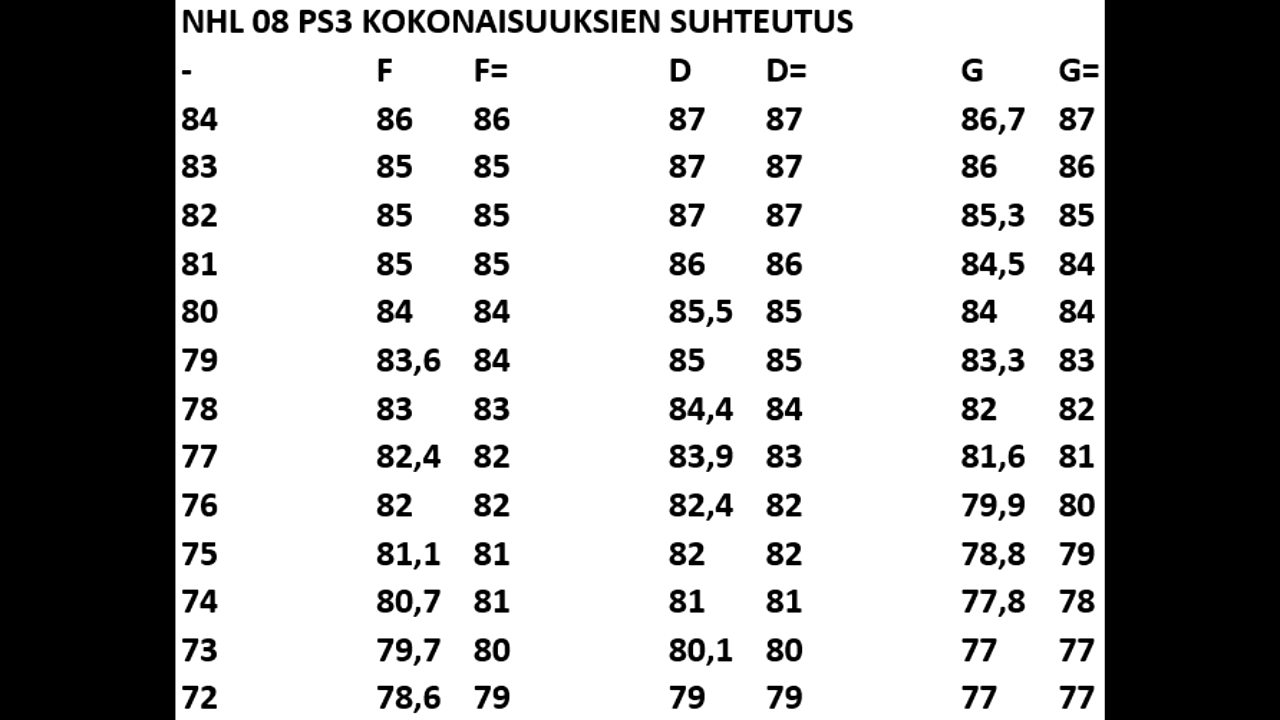 NHL 08 PS3 KOKONAISUUKSIEN SUHTEUTUS
- F F= D D= G G=
84 86 86 87 87 86,7 87
83 85 85 87 87 86 86
82 85 85 87 87 85,3 85
81 85 85 86 86 84,5 84
80 84 84 85,5 85 84 84
79 83,6 84 85 85 83,3 83
78 83 83 84,4 84 82 82
77 82,4 82 83,9 83 81,6 81
76 82 82 82,4 82 79,9 80
75 81,1 81 82 82 78,8 79
74 80,7 81 81 81 77,8 78
73 79,7 80 80,1 80 77 77
72 78,6 79 79 79 77 77